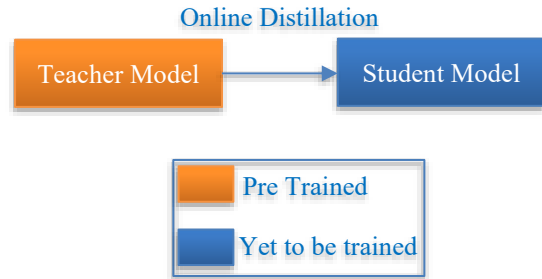 Online Distillation
Teacher Model
Student Model
Pre Trained
Yet to be trained